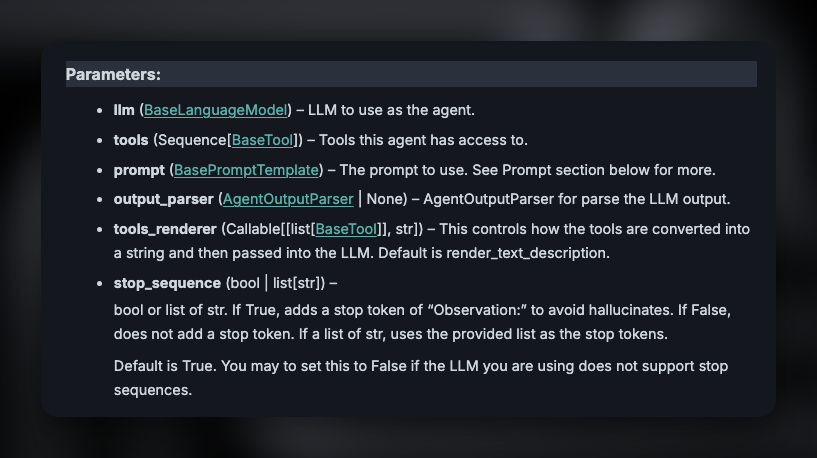 Parameters:
• llm (BaseLanguageModel) – LLM to use as the agent.
• tools (Sequence[BaseTool]) – Tools this agent has access to.
• prompt (BasePromptTemplate) – The prompt to use. See Prompt section below for more.
• output_parser (AgentOutputParser | None) – AgentOutputParser for parse the LLM output.
• tools_renderer (Callable[[list[BaseTool]], str]) – This controls how the tools are converted into
a string and then passed into the LLM. Default is render_text_description.
• stop_sequence (bool | list[str]) –
bool or list of str. If True, adds a stop token of “Observation:” to avoid hallucinates. If False,
does not add a stop token. If a list of str, uses the provided list as the stop tokens.
Default is True. You may to set this to False if the LLM you are using does not support stop
sequences.